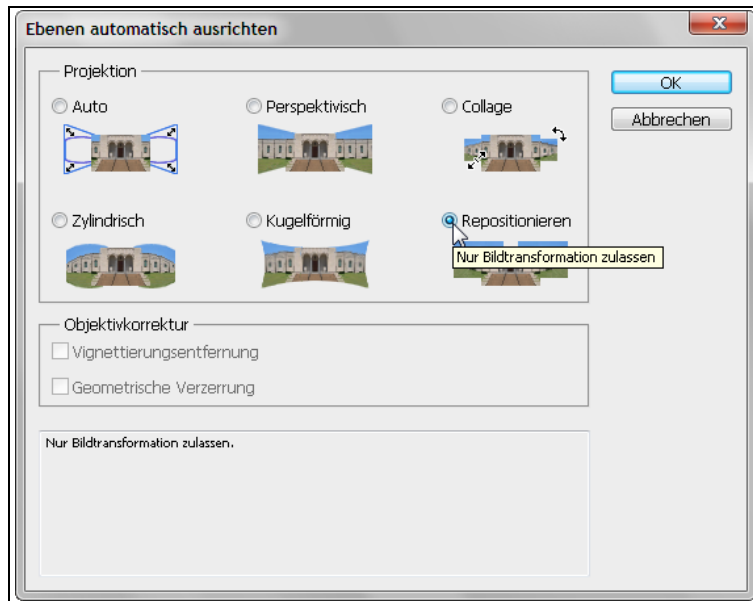 Ebenen automatisch ausrichten
Projektion
Auto
Perspektivisch
Collage
Zylindrisch
Kugelförmig
Repositionieren
Nur Bildtransformation zulassen
Objektivkorrektur
Vignettierungsentfernung
Geometrische Verzerrung
Nur Bildtransformation zulassen.
OK
Abbrechen